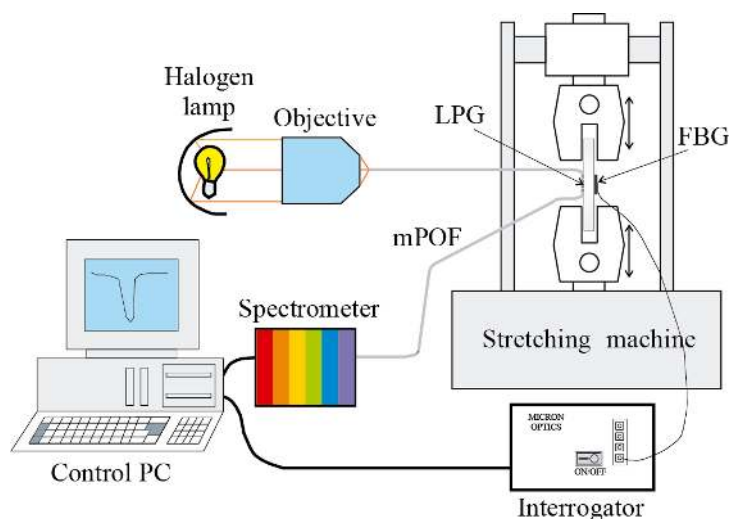 Halogen
lamp
Objective
LPG
FBG
mPOF
Spectrometer
Stretching machine
MICRON
OPTICS
ON/OFF
Control PC
Interrogator